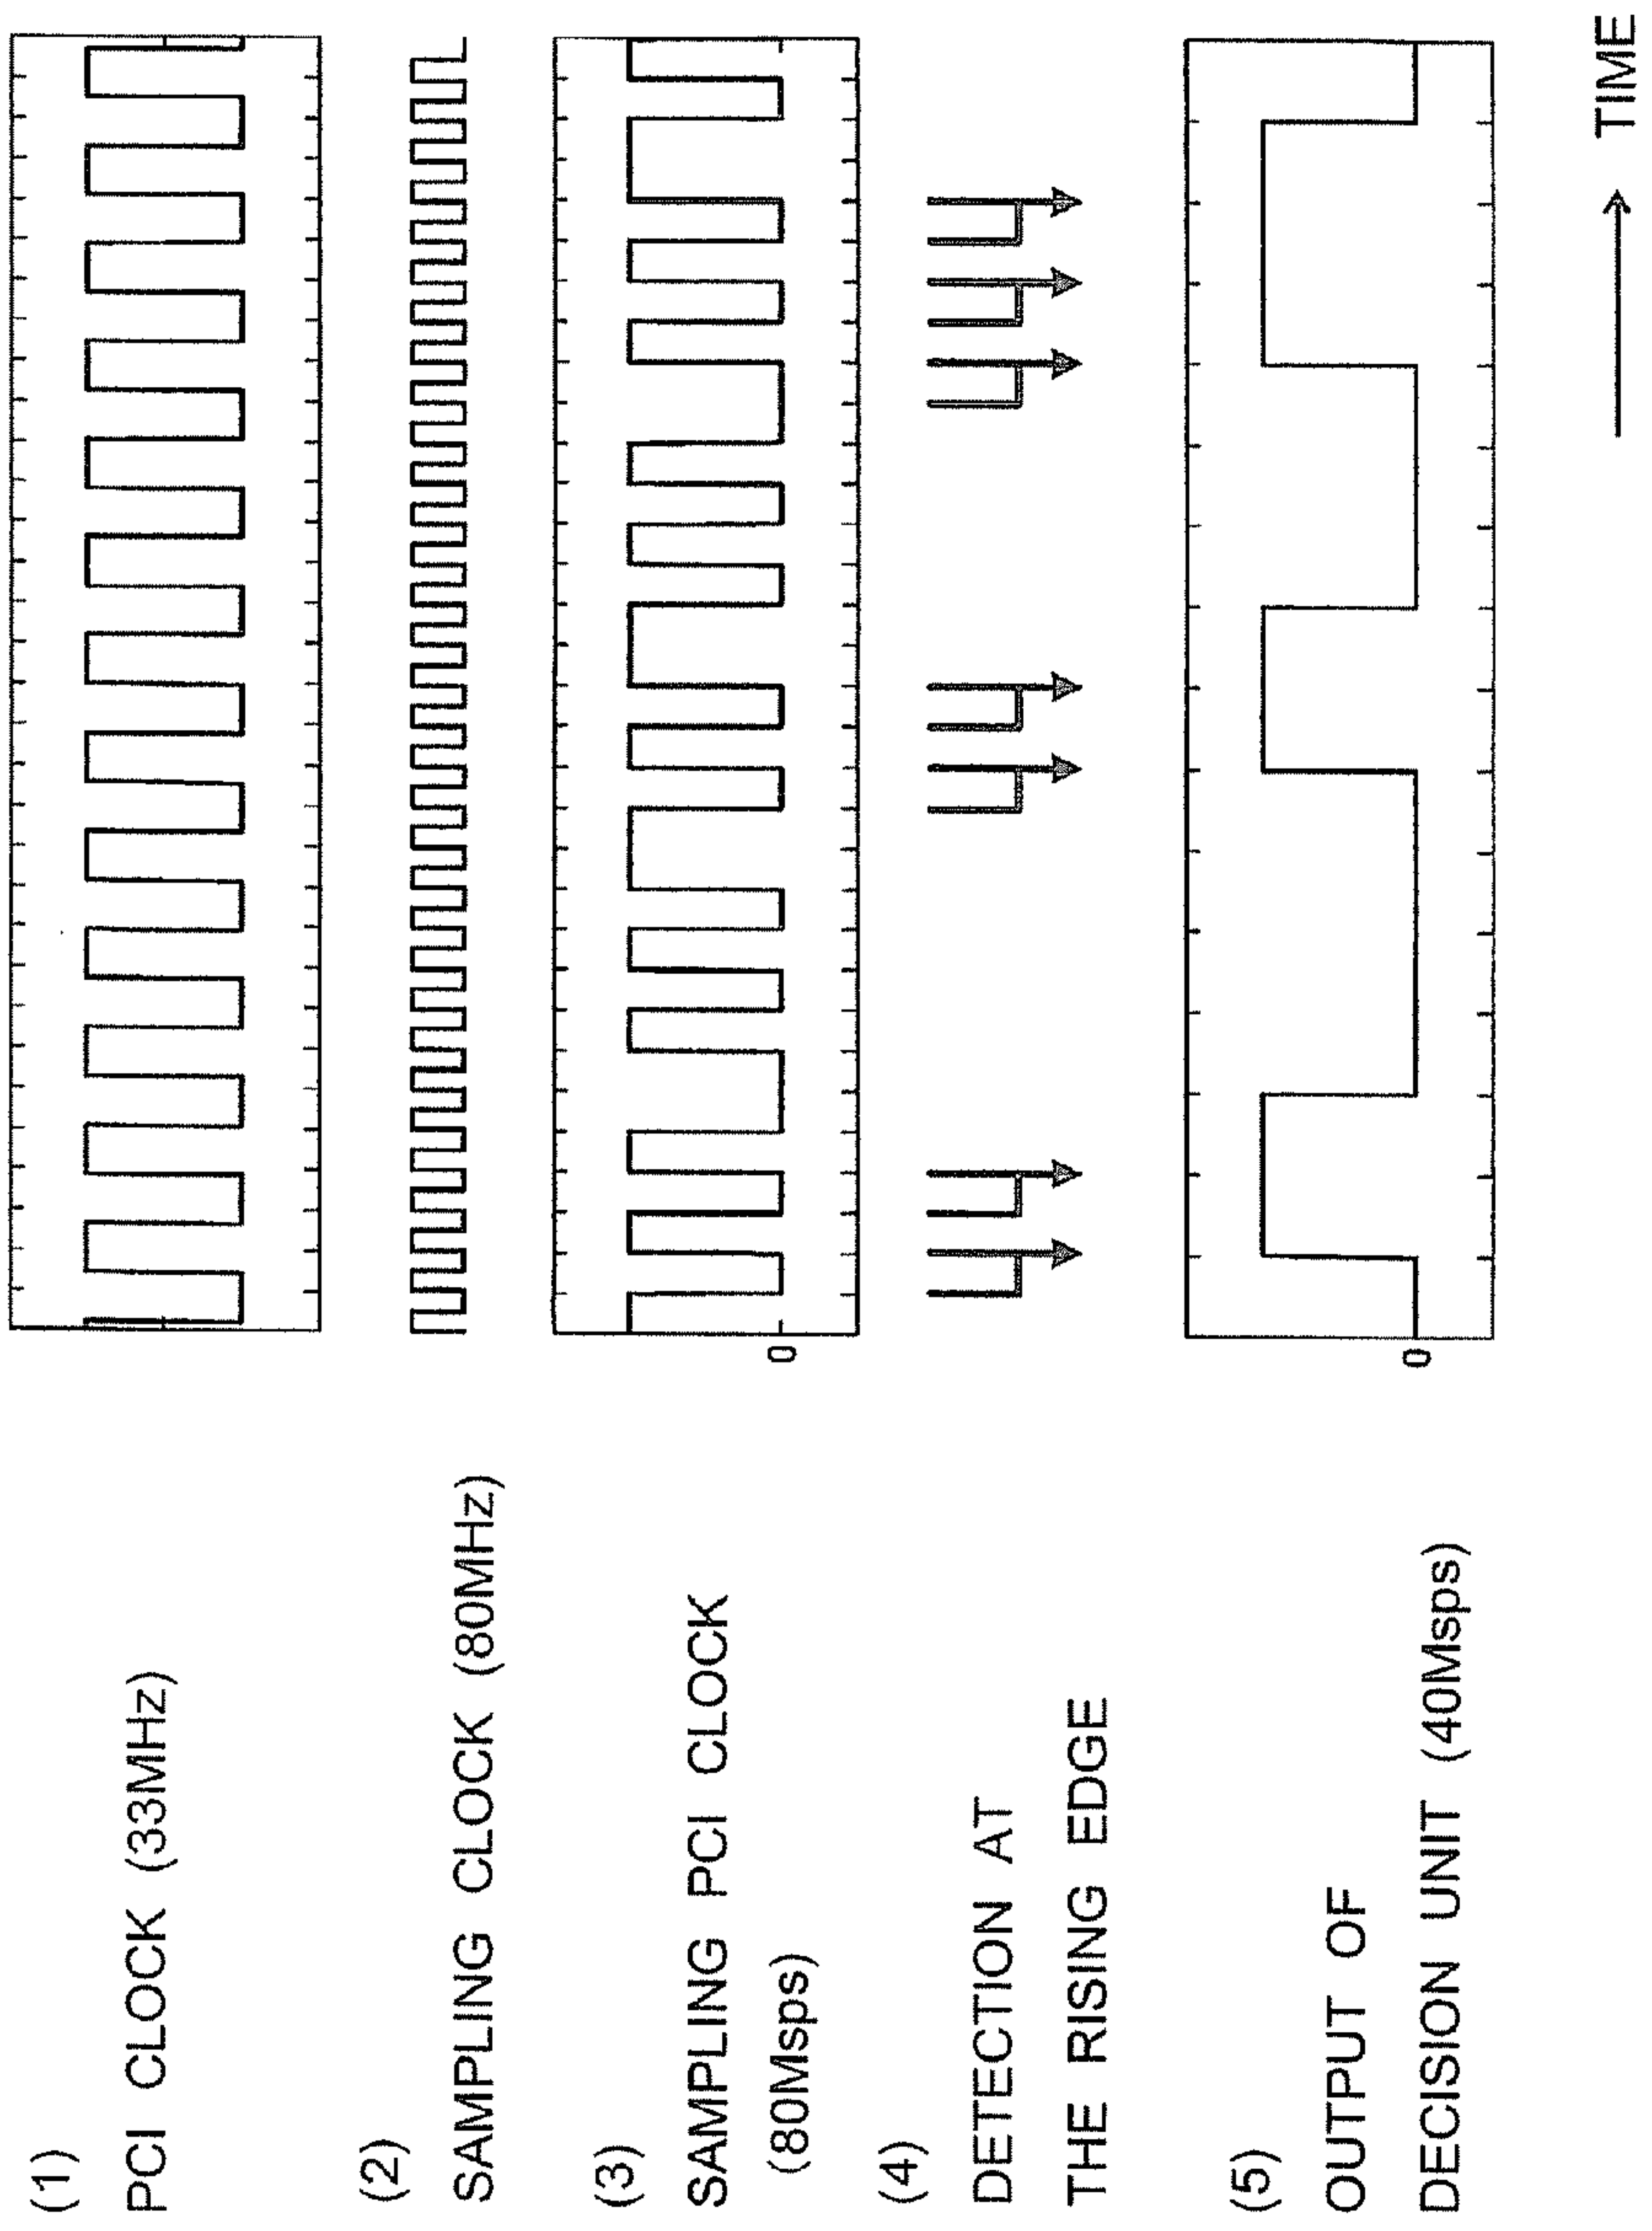 (1)
PCI CLOCK (33MHz)
(2)
SAMPLING CLOCK (80MHz)
(3)
SAMPLING PCI CLOCK
(80Msps)
0
(4)
DETECTION AT
THE RISING EDGE
(5)
OUTPUT OF
DECISION UNIT (40Msps)
0
TIME